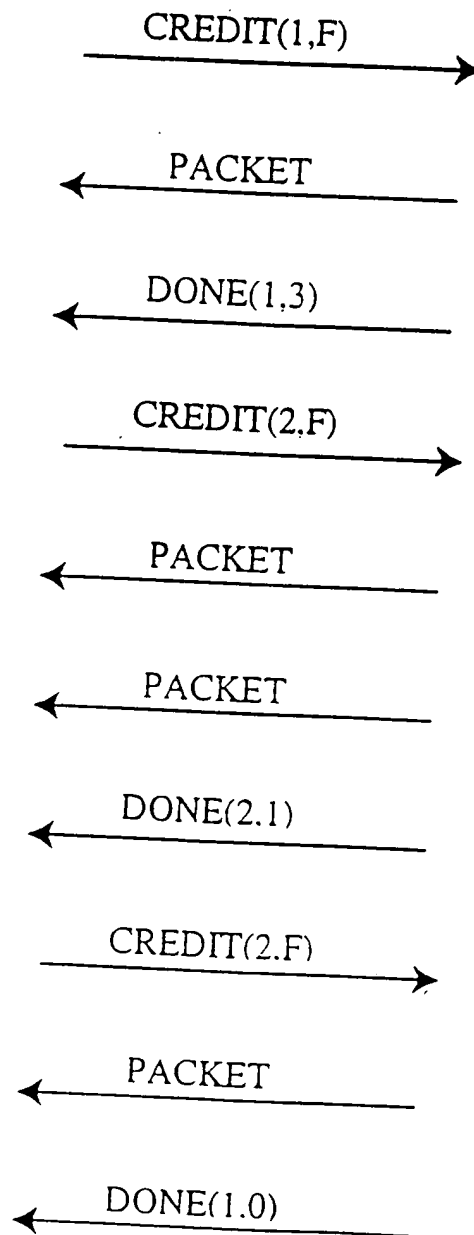 CREDIT(1,F)
PACKET
DONE(1,3)
CREDIT(2,F)
PACKET
PACKET
DONE(2.1)
CREDIT(2.F)
PACKET
DONE(1.0)